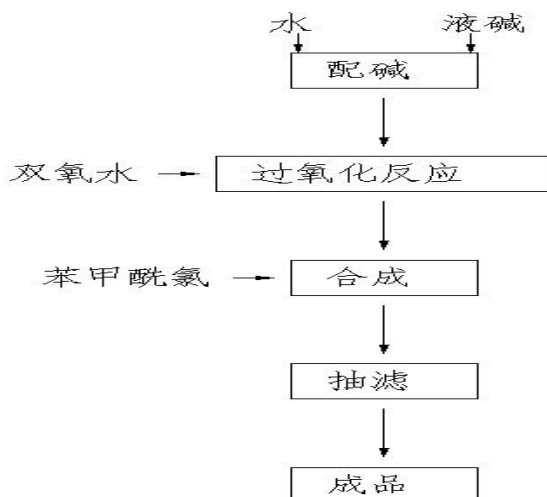 水 液碱
配碱
双氧水 过氧化反应
苯甲酰氯 合成
抽滤
成品